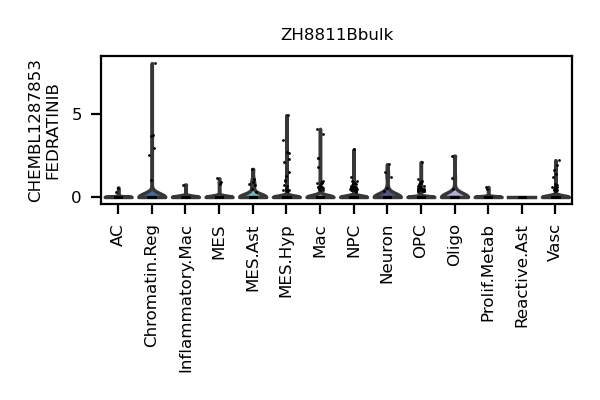 ZH8811Bbulk
CHEMBL1287853
FEDRATINIB
5
0
AC
Chromatin.Reg
Inflammatory.Mac
MES
MES.Ast
MES.Hyp
Mac
NPC
Neuron
OPC
Oligo
Prolif.Metab
Reactive.Ast
Vasc